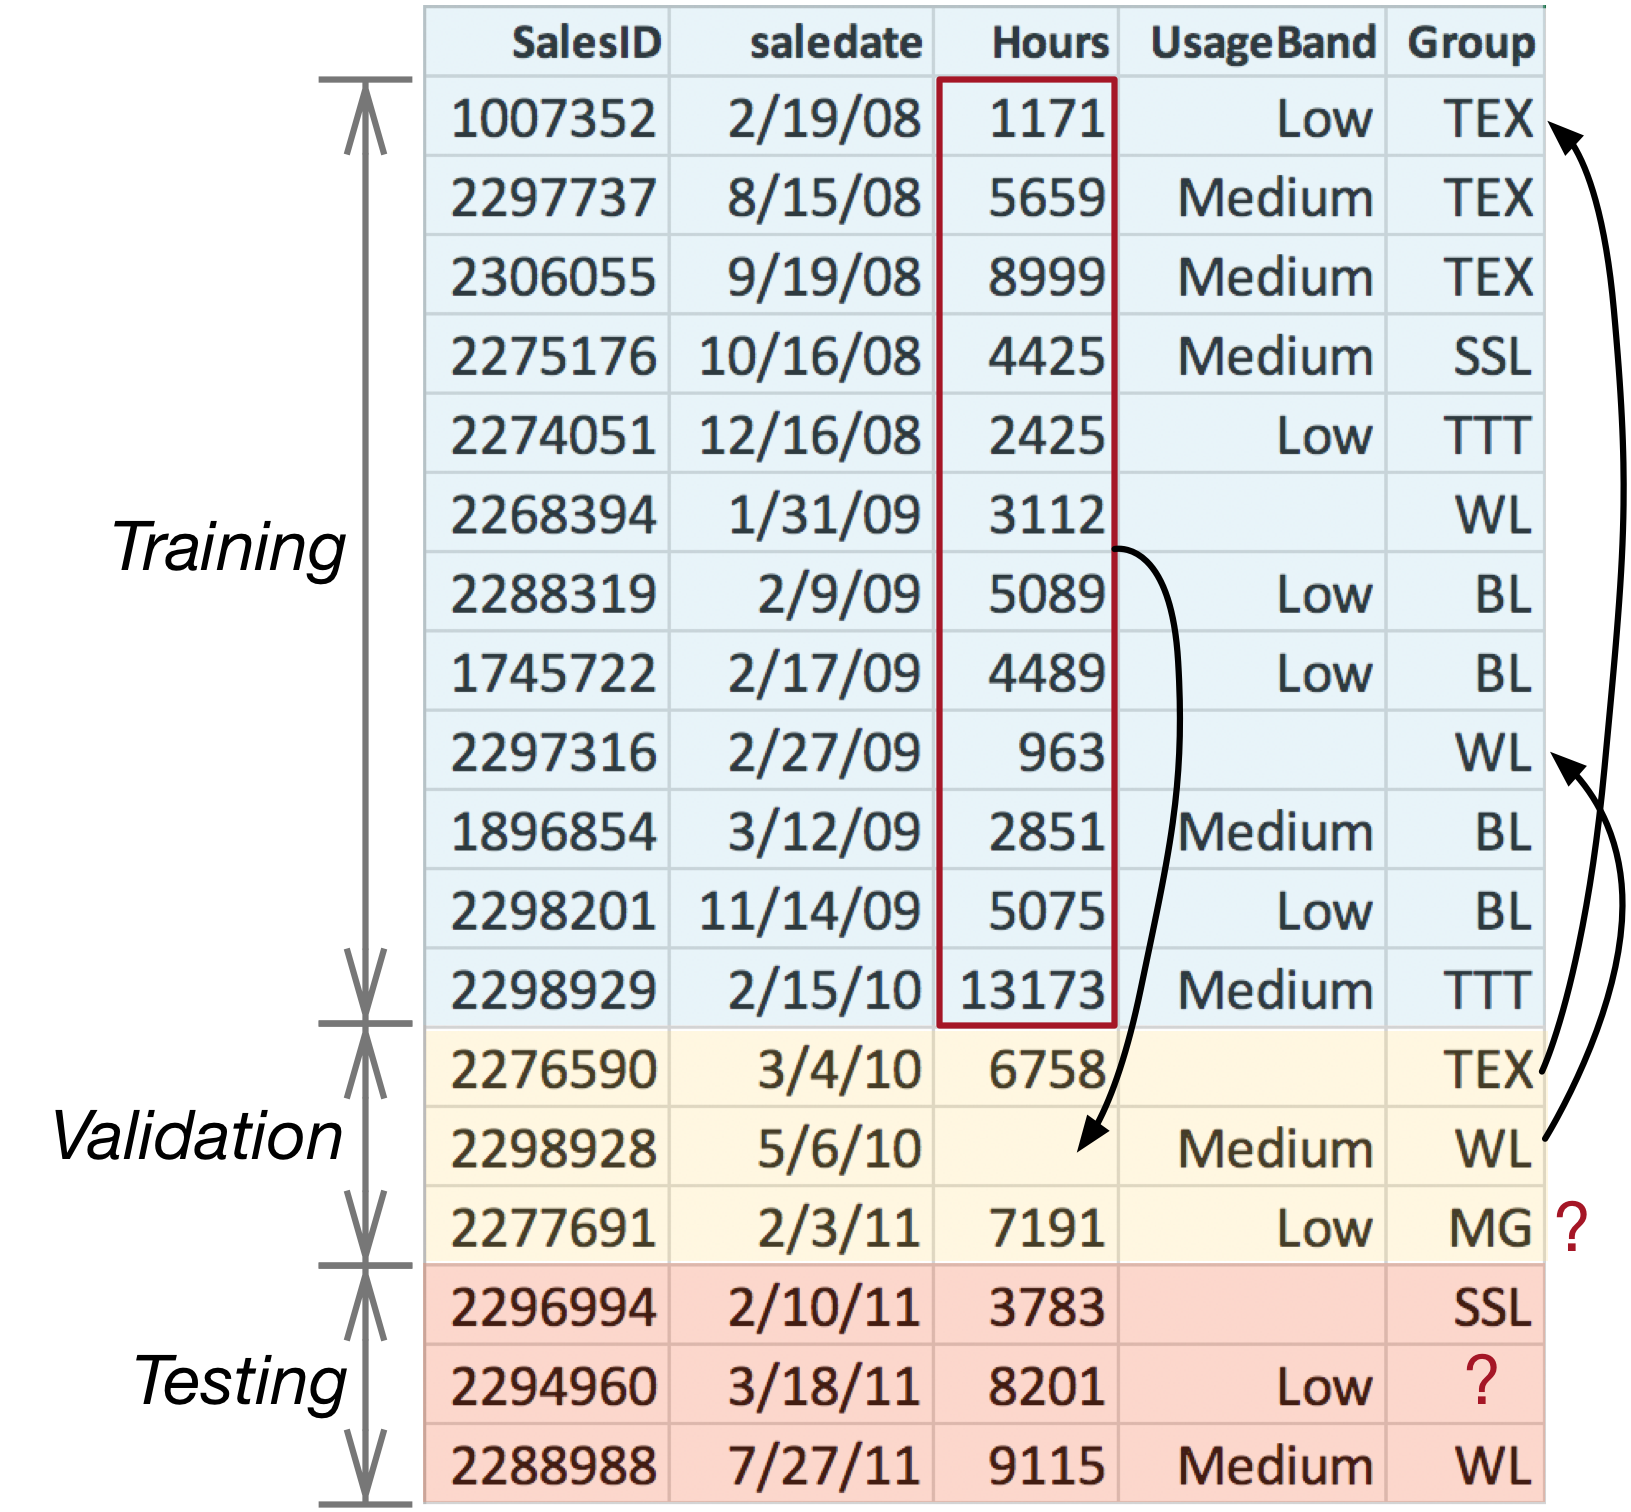 SalesID saledate Hours UsageBand Group
1007352 2/19/08 1171 Low TEX
2297737 8/15/08 5659 Medium TEX
2306055 9/19/08 8999 Medium TEX
2275176 10/16/08 4425 Medium SSL
2274051 12/16/08 2425 Low TTT
2268394 1/31/09 3112 WL
Training
2288319 2/9/09 5089 Low BL
1745722 2/17/09 4489 Low BL
2297316 2/27/09 963 WL
1896854 3/12/09 2851 Medium BL
2298201 11/14/09 5075 Low BL
2298929 2/15/10 13173 Medium TTT
2276590 3/4/10 6758 TEX
Validation
2298928 5/6/10 Medium WL
2277691 2/3/11 7191 Low MG ?
2296994 2/10/11 3783 SSL
Testing
2294960 3/18/11 8201 Low ?
2288988 7/27/11 9115 Medium WL